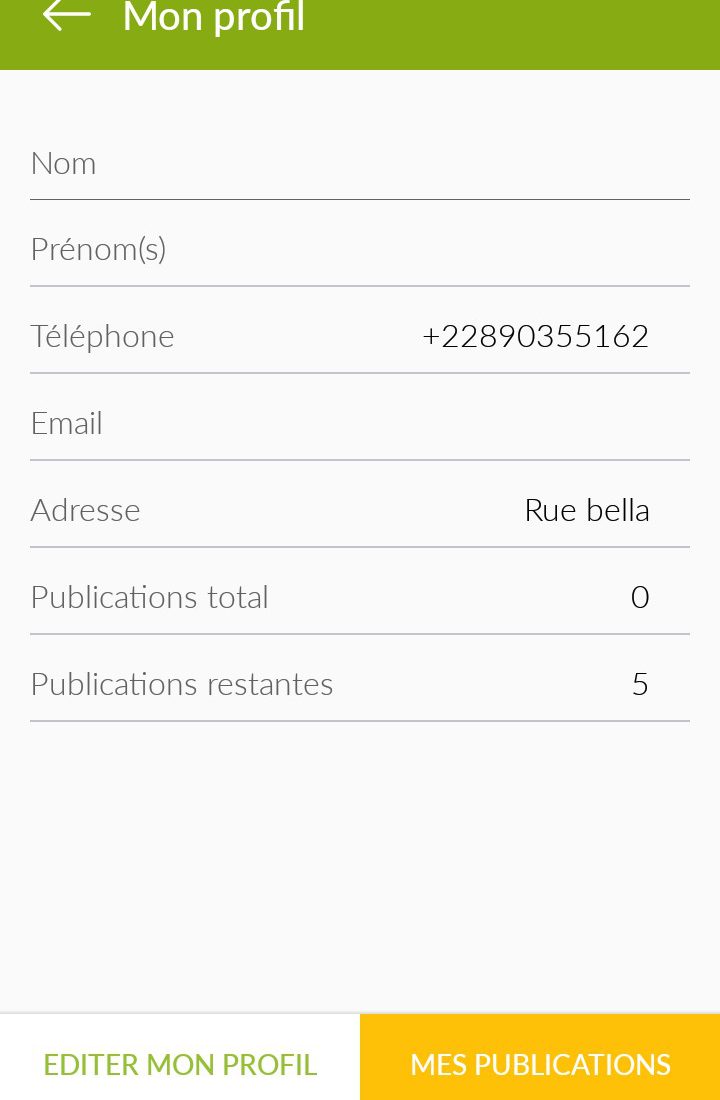 Mon profil
Nom
Prénom(s)
Téléphone +22890355162
Email
Adresse Rue bella
Publications total 0
Publications restantes 5
EDITER MON PROFIL MES PUBLICATIONS